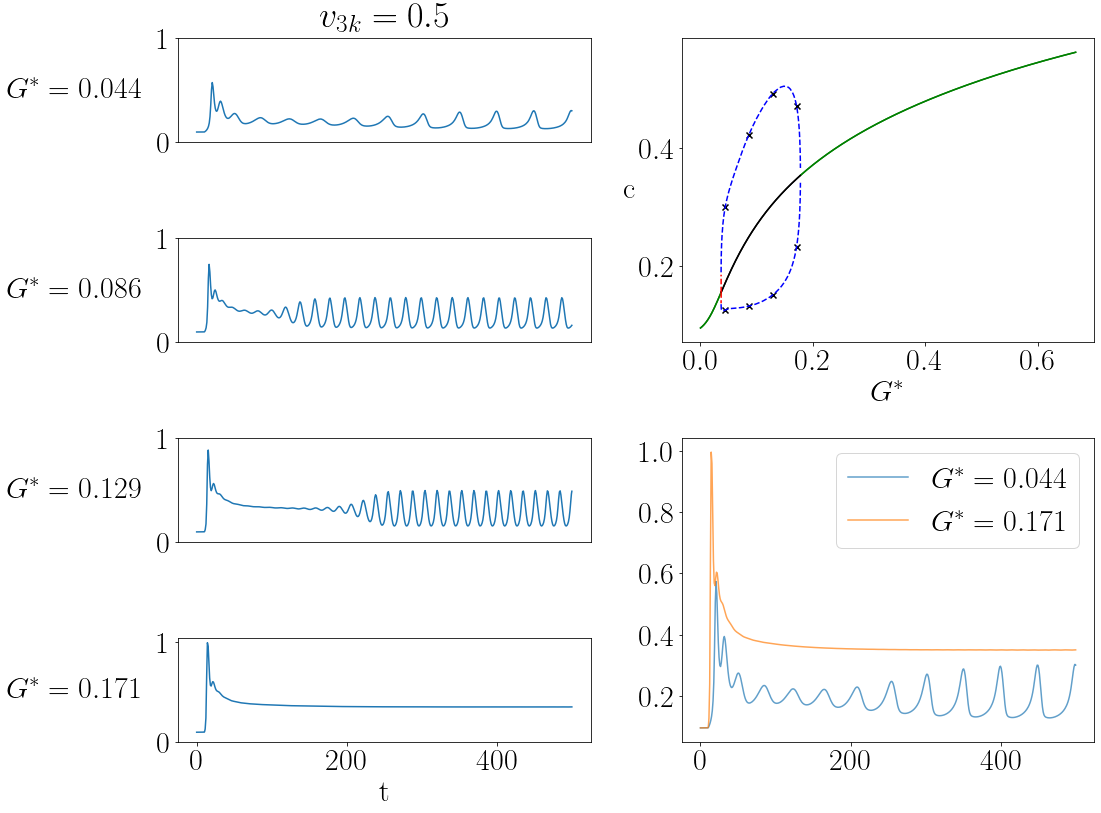 $v_{3k} = 0.5$
$G^* = 0.044$
1
0
$G^* = 0.086$
1
0
$G^* = 0.129$
1
0
$G^* = 0.171$
1
0
0 200 400
t
c
0.4
0.2
0.0 0.2 0.4 0.6
$G^*$
1.0
0.8
0.6
0.4
0.2
$G^* = 0.044$
$G^* = 0.171$
0 200 400